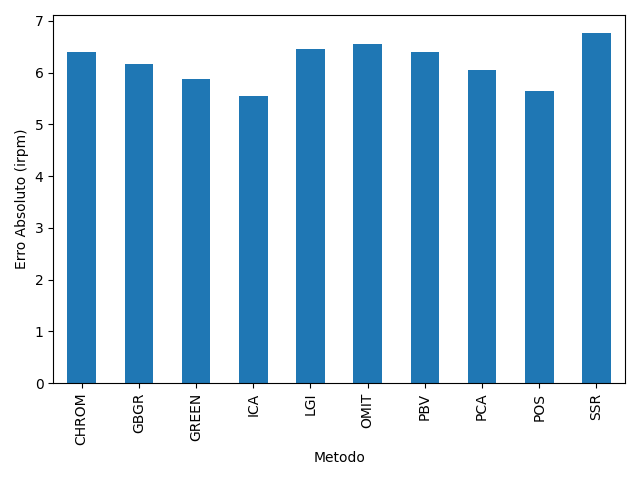 7
6
5
4
3
2
1
0
Erro Absoluto (irpm)
CHROM
GBGR
GREEN
ICA
LGI
OMIT
PBV
PCA
POS
SSR
Metodo